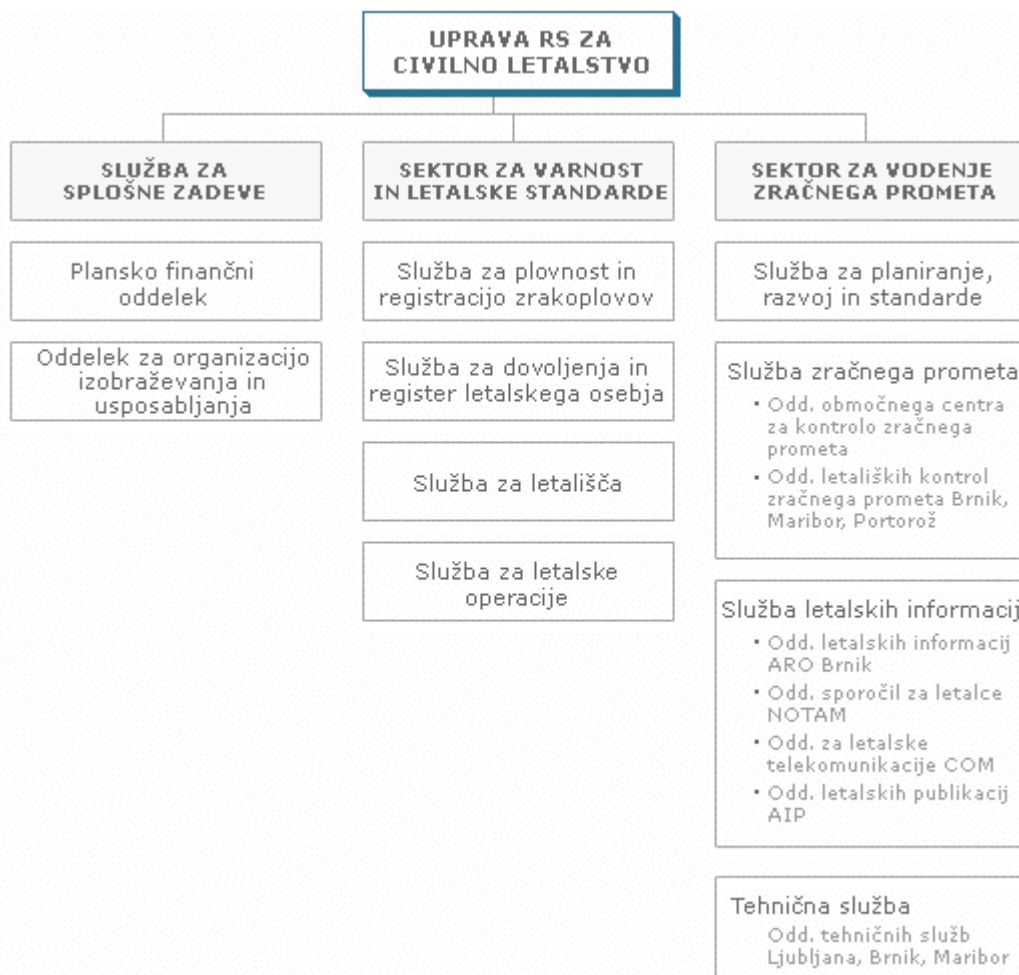 UPRAVA RS ZA
CIVILNO LETALSTVO
SLUŽBA ZA
SPLOŠNE ZADEVE
Plansko finančni
oddelek
Oddelek za organizacijo
izobraževanja in
usposabljanja
SEKTOR ZA VARNOST
IN LETALSKE STANDARDE
Služba za plovnost in
registracijo zrakoplovov
Služba za dovoljenja in
register letalskega osebja
Služba za letališča
Služba za letalske
operacije
SEKTOR ZA VODENJE
ZRAČNEGA PROMETA
Služba za planiranje,
razvoj in standarde
Služba zračnega prometa
• Odd. območnega centra
za kontrolo zračnega
prometa
• Odd. letaliških kontrol
zračnega prometa Brnik,
Maribor, Portorož
Služba letalskih informacij
• Odd. letalskih informacij
ARO Brnik
• Odd. sporočil za letalce
NOTAM
• Odd. za letalske
telekomunikacije COM
• Odd. letalskih publikacij
AIP
Tehnična služba
Odd. tehničnih služb
Ljubljana, Brnik, Maribor